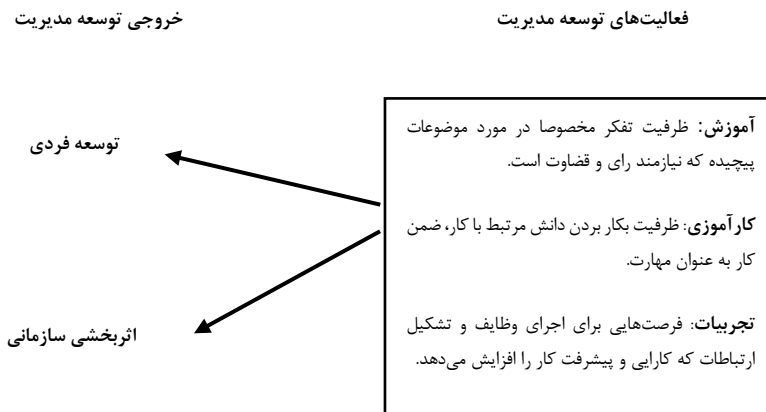 فعالیت‌های توسعه مدیریت
خروجی توسعه مدیریت
آموزش: ظرفیت تفکر مخصوصا در مورد موضوعات
پیچیده که نیازمند رای و قضاوت است.
کارآموزی: ظرفیت بکار بردن دانش مرتبط با کار، ضمن
کار به عنوان مهارت.
تجربیات: فرصت‌هایی برای اجرای وظایف و تشکیل
ارتباطات که کارایی و پیشرفت کار را افزایش می‌دهد.
توسعه فردی
اثربخشی سازمانی